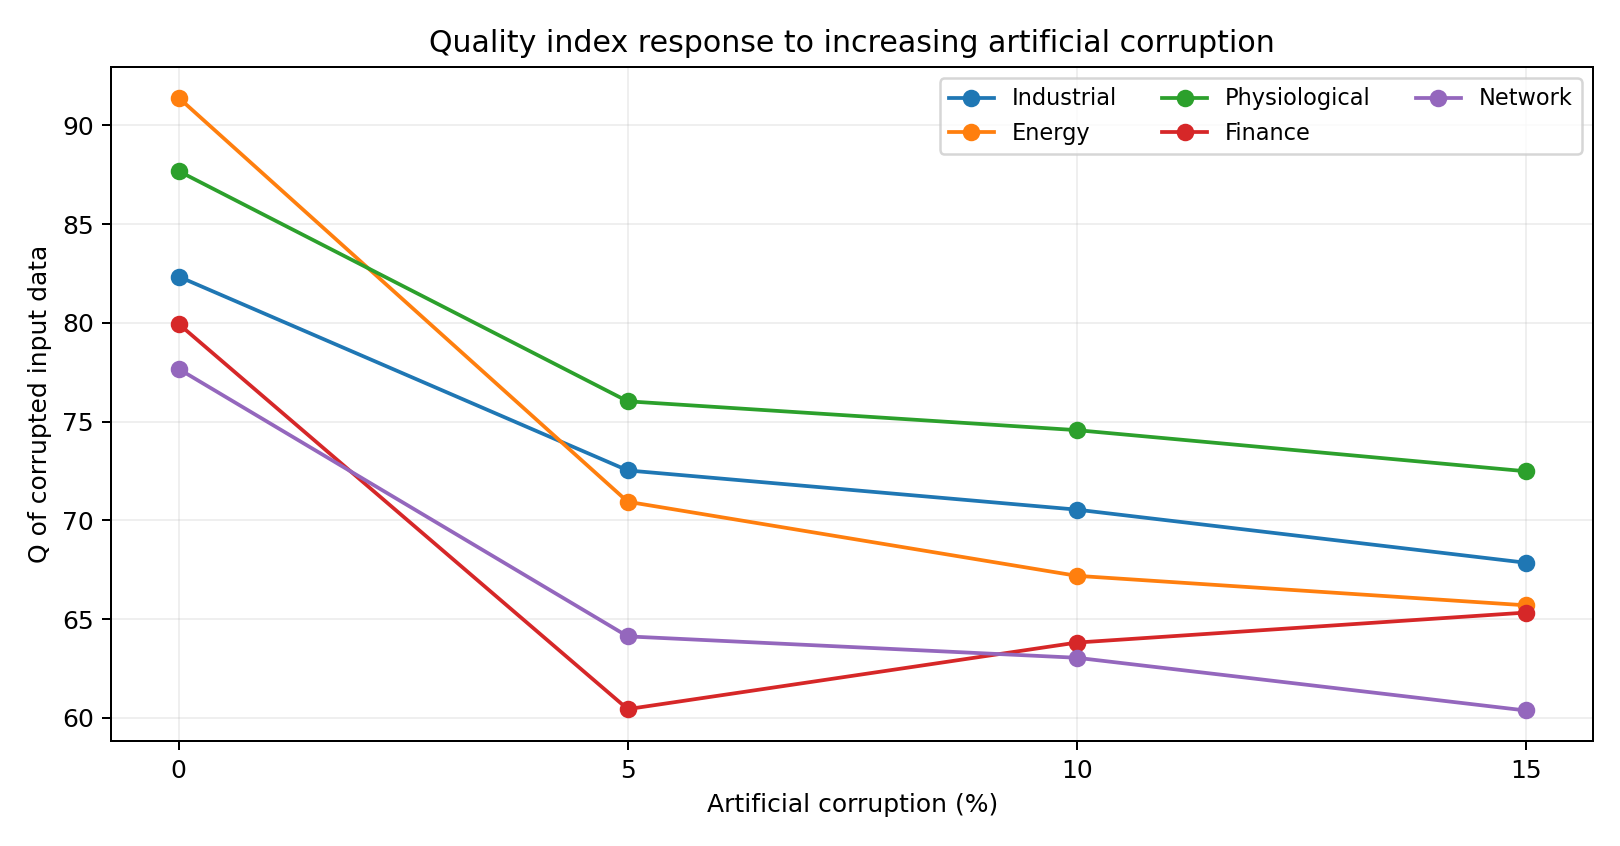 Quality index response to increasing artificial corruption
Industrial Physiological Network
Energy Finance
90
85
80
75
70
65
60
Q of corrupted input data
0 5 10 15
Artificial corruption (%)